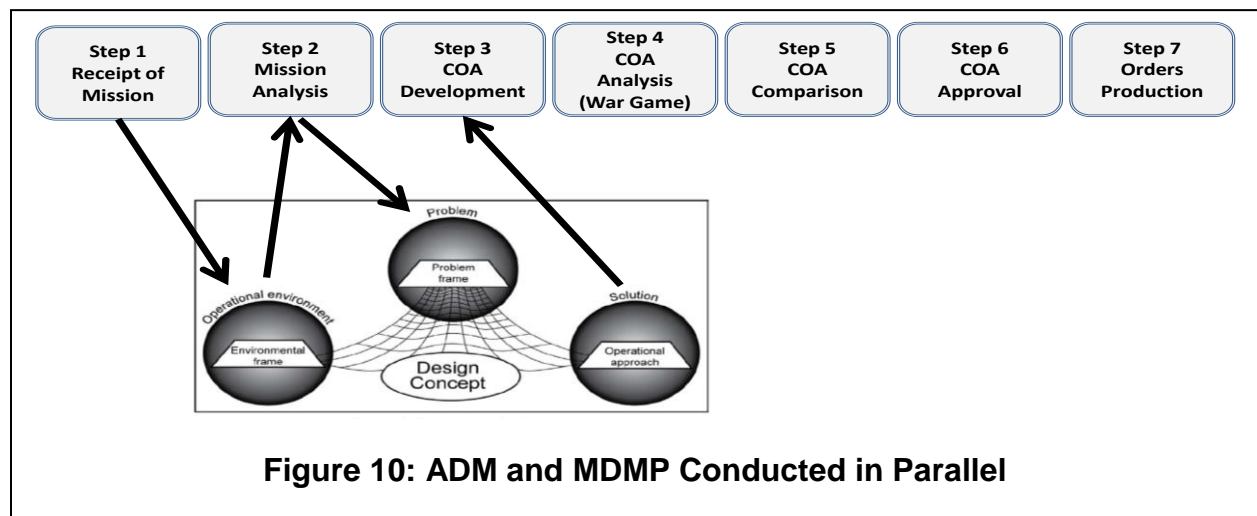 Step 1
Receipt of
Mission
Step 2
Mission
Analysis
Step 3
COA
Development
Step 4
COA
Analysis
(War Game)
Step 5
COA
Comparison
Step 6
COA
Approval
Step 7
Orders
Production
Problem
Problem
frame
Operational environment
Environmental
frame
Solution
Operational
approach
Design
Concept
Figure 10: ADM and MDMP Conducted in Parallel